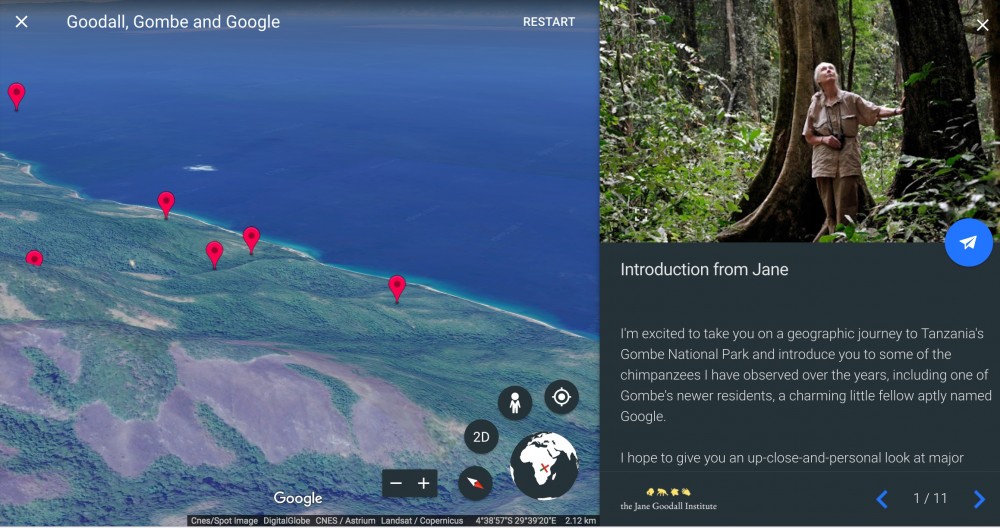 Goodall, Gombe and Google
RESTART
2D
Google
Cnes/Spot Image DigitalGlobe CNES / Astrium Landsat / Copernicus 4°38'57"S 29°39'20"E 2.12 km
Introduction from Jane
I'm excited to take you on a geographic journey to Tanzania's
Gombe National Park and introduce you to some of the
chimpanzees I have observed over the years, including one of
Gombe's newer residents, a charming little fellow aptly named
Google.
I hope to give you an up-close-and-personal look at major
the Jane Goodall Institute
1 / 11